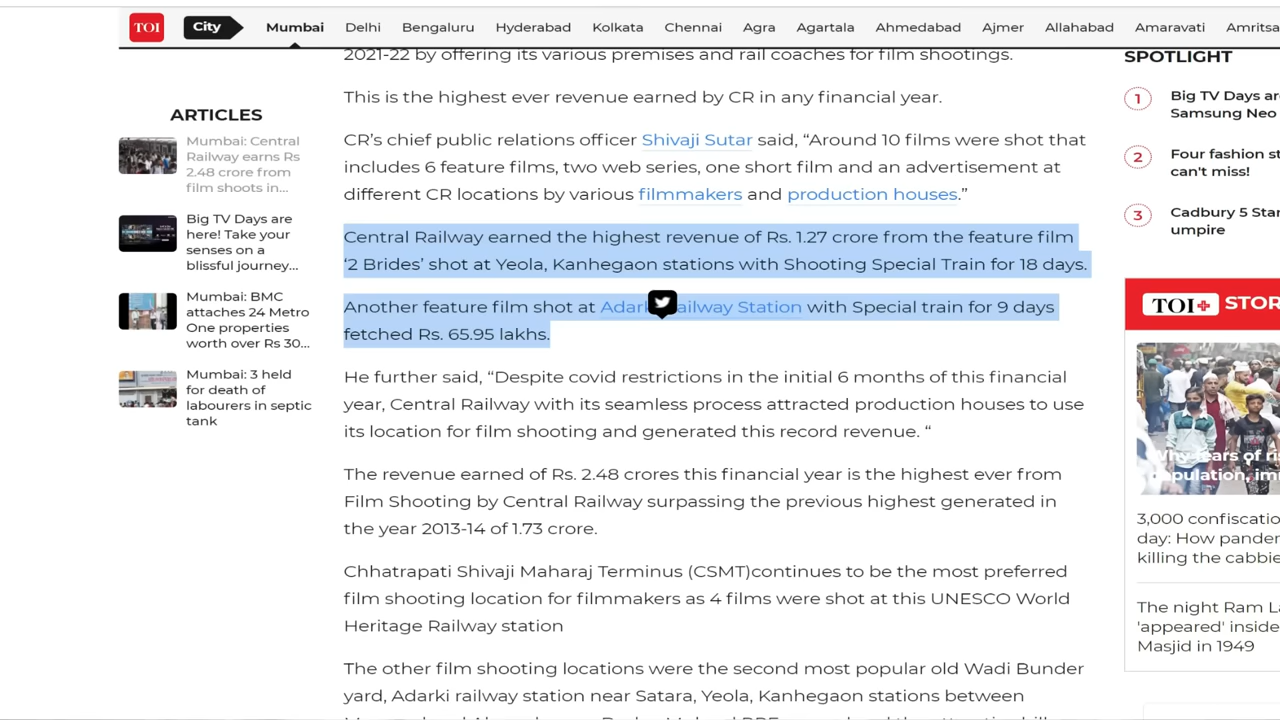 TOI City Mumbai Delhi Bengaluru Hyderabad Kolkata Chennai Agra Agartala Ahmedabad Ajmer Allahabad Amaravati Amritsa
ARTICLES
Mumbai: Central
Railway earns Rs
2.48 crore from
film shoots in...
Big TV Days are
here! Take your
senses on a
blissful journey...
Mumbai: BMC
attaches 24 Metro
One properties
worth over Rs 30...
Mumbai: 3 held
for death of
labourers in septic
tank
2021-22 by offering its various premises and rail coaches for film shootings.
This is the highest ever revenue earned by CR in any financial year.
CR’s chief public relations officer Shivaji Sutar said, “Around 10 films were shot that
includes 6 feature films, two web series, one short film and an advertisement at
different CR locations by various filmmakers and production houses.”
Central Railway earned the highest revenue of Rs. 1.27 crore from the feature film
‘2 Brides’ shot at Yeola, Kanhegaon stations with Shooting Special Train for 18 days.
Another feature film shot at Adarki Railway Station with Special train for 9 days
fetched Rs. 65.95 lakhs.
He further said, “Despite covid restrictions in the initial 6 months of this financial
year, Central Railway with its seamless process attracted production houses to use
its location for film shooting and generated this record revenue. “
The revenue earned of Rs. 2.48 crores this financial year is the highest ever from
Film Shooting by Central Railway surpassing the previous highest generated in
the year 2013-14 of 1.73 crore.
Chhatrapati Shivaji Maharaj Terminus (CSMT)continues to be the most preferred
film shooting location for filmmakers as 4 films were shot at this UNESCO World
Heritage Railway station
The other film shooting locations were the second most popular old Wadi Bunder
yard, Adarki railway station near Satara, Yeola, Kanhegaon stations between
SPOTLIGHT
1 Big TV Days are
Samsung Neo
2 Four fashion st
can't miss!
3 Cadbury 5 Star
umpire
TOI+ STOR
Why fears of ri
population, im
3,000 confiscatio
day: How pander
killing the cabbie
The night Ram La
'appeared' inside
Masjid in 1949